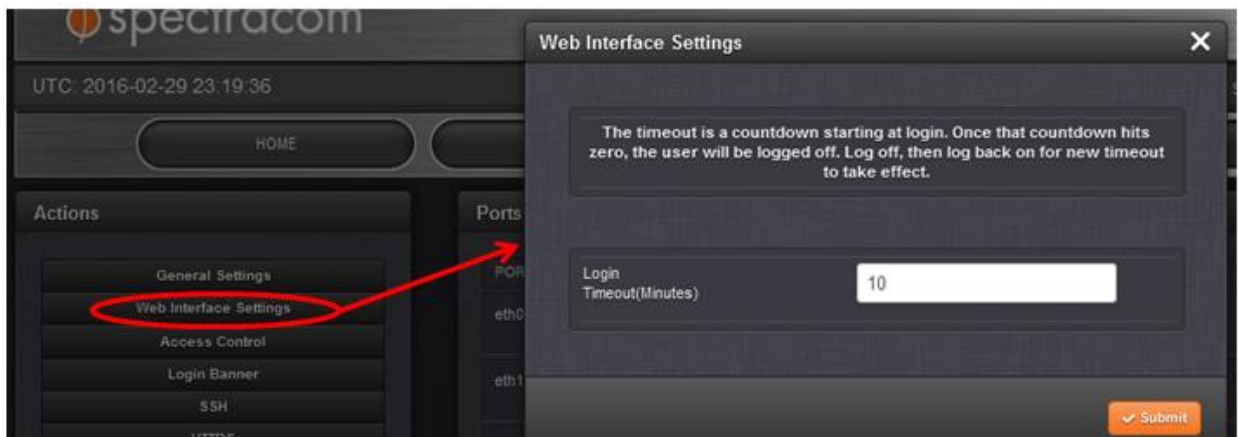 spectracom
UTC: 2016-02-29 23:19:36
HOME
Actions
General Settings
Web Interface Settings
Access Control
Login Banner
SSH
HTTPS
Ports
eth0
eth1
Web Interface Settings
The timeout is a countdown starting at login. Once that countdown hits
zero, the user will be logged off. Log off, then log back on for new timeout
to take effect.
Login
Timeout(Minutes)
10
Submit